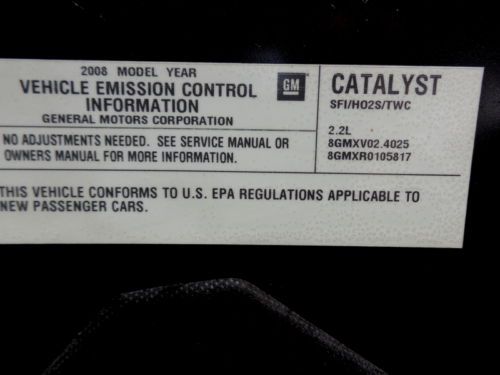 2008 MODEL YEAR
VEHICLE EMISSION CONTROL
INFORMATION
GENERAL MOTORS CORPORATION
GM
NO ADJUSTMENTS NEEDED. SEE SERVICE MANUAL OR
OWNERS MANUAL FOR MORE INFORMATION.
CATALYST
SFI/HO2S/TWC
2.2L
8GMXV02.4025
8GMXR0105817
THIS VEHICLE CONFORMS TO U.S. EPA REGULATIONS APPLICABLE TO
NEW PASSENGER CARS.